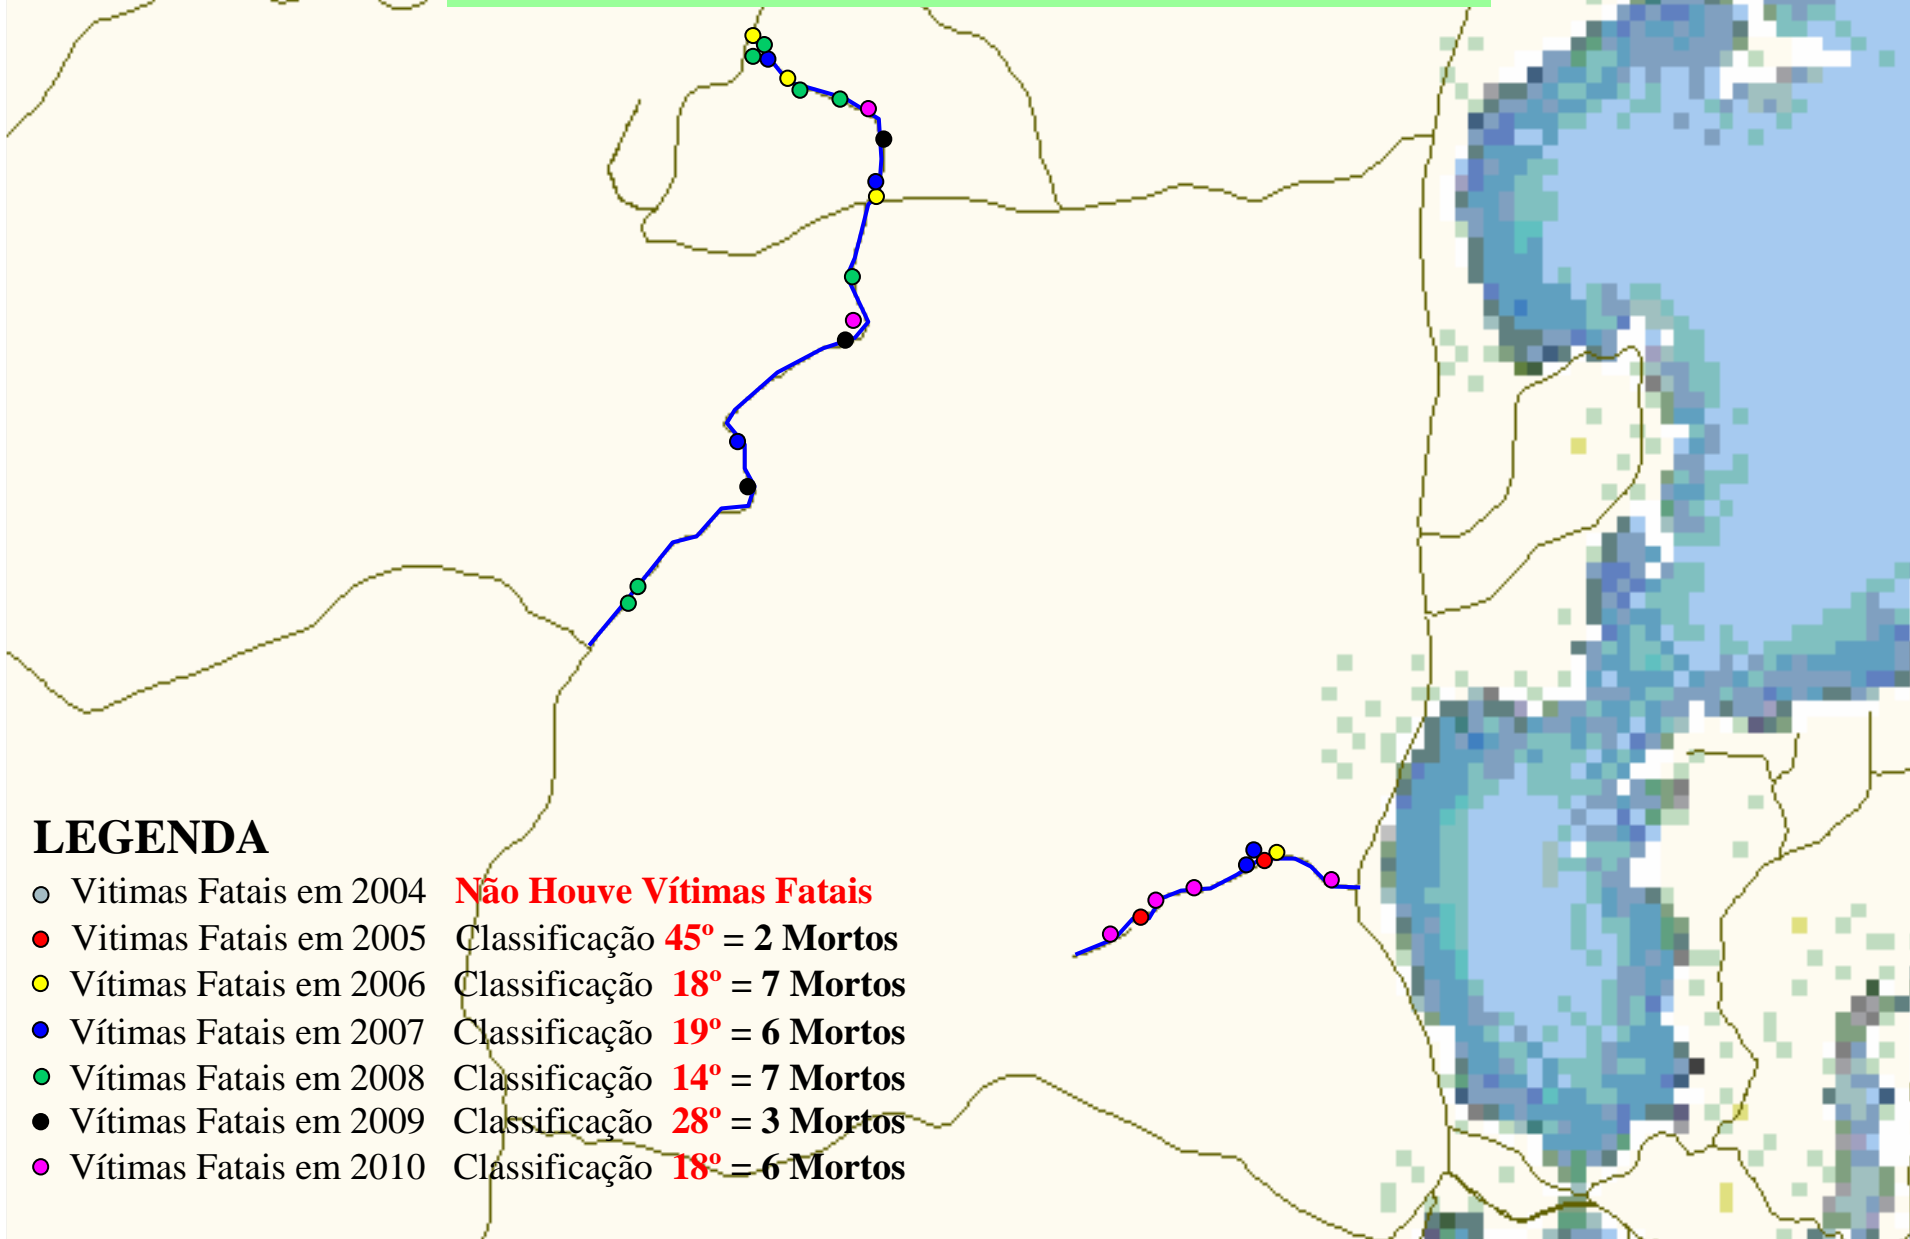 LEGENDA
Vitimas Fatais em 2004 Não Houve Vítimas Fatais
Vitimas Fatais em 2005 Classificação 45º = 2 Mortos
Vítimas Fatais em 2006 Classificação 18º = 7 Mortos
Vítimas Fatais em 2007 Classificação 19º = 6 Mortos
Vítimas Fatais em 2008 Classificação 14º = 7 Mortos
Vítimas Fatais em 2009 Classificação 28º = 3 Mortos
Vítimas Fatais em 2010 Classificação 18º = 6 Mortos